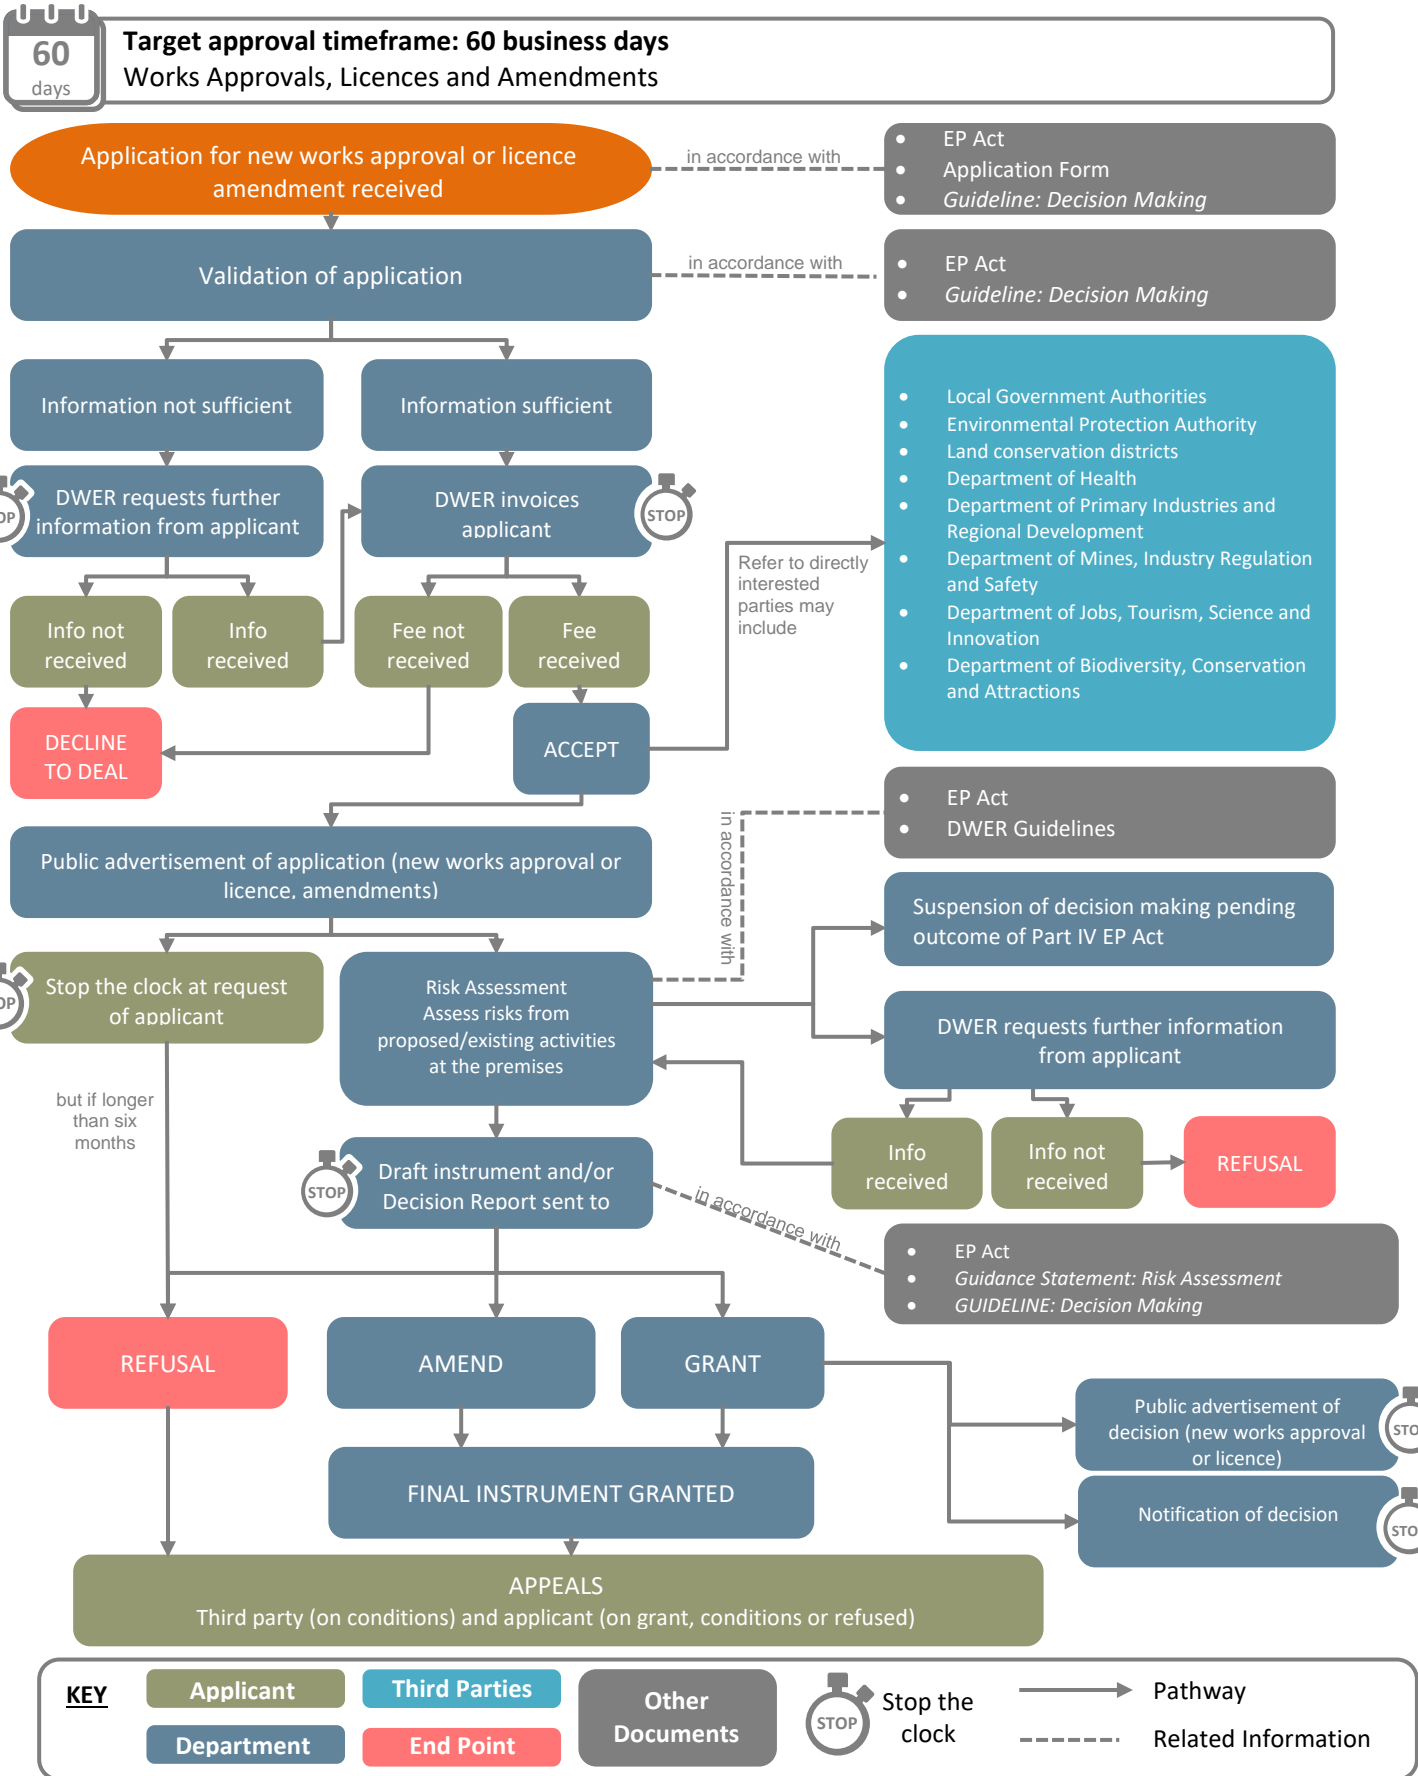 60
days
Target approval timeframe: 60 business days
Works Approvals, Licences and Amendments
Application for new works approval or licence
amendment received
in accordance with
• EP Act
• Application Form
• Guideline: Decision Making
Validation of application
in accordance with
• EP Act
• Guideline: Decision Making
Information not sufficient
Information sufficient
• Local Government Authorities
• Environmental Protection Authority
• Land conservation districts
• Department of Health
• Department of Primary Industries and
Regional Development
• Department of Mines, Industry Regulation
and Safety
• Department of Jobs, Tourism, Science and
Innovation
• Department of Biodiversity, Conservation
and Attractions
OP
DWER requests further
information from applicant
DWER invoices
applicant
STOP
Refer to directly
interested
parties may
include
Info not
received
Info
received
Fee not
received
Fee
received
DECLINE
TO DEAL
ACCEPT
• EP Act
• DWER Guidelines
in accordance with
Public advertisement of application (new works approval or
licence, amendments)
Suspension of decision making pending
outcome of Part IV EP Act
OP
Stop the clock at request
of applicant
Risk Assessment
Assess risks from
proposed/existing activities
at the premises
DWER requests further information
from applicant
but if longer
than six
months
Info
received
Info not
received
REFUSAL
STOP
Draft instrument and/or
Decision Report sent to
in accordance with
• EP Act
• Guidance Statement: Risk Assessment
• GUIDELINE: Decision Making
REFUSAL
AMEND
GRANT
Public advertisement of
decision (new works approval
or licence)
STO
FINAL INSTRUMENT GRANTED
Notification of decision
STO
APPEALS
Third party (on conditions) and applicant (on grant, conditions or refused)
KEY
Applicant
Third Parties
Department
End Point
Other
Documents
STOP
Stop the
clock
Pathway
Related Information